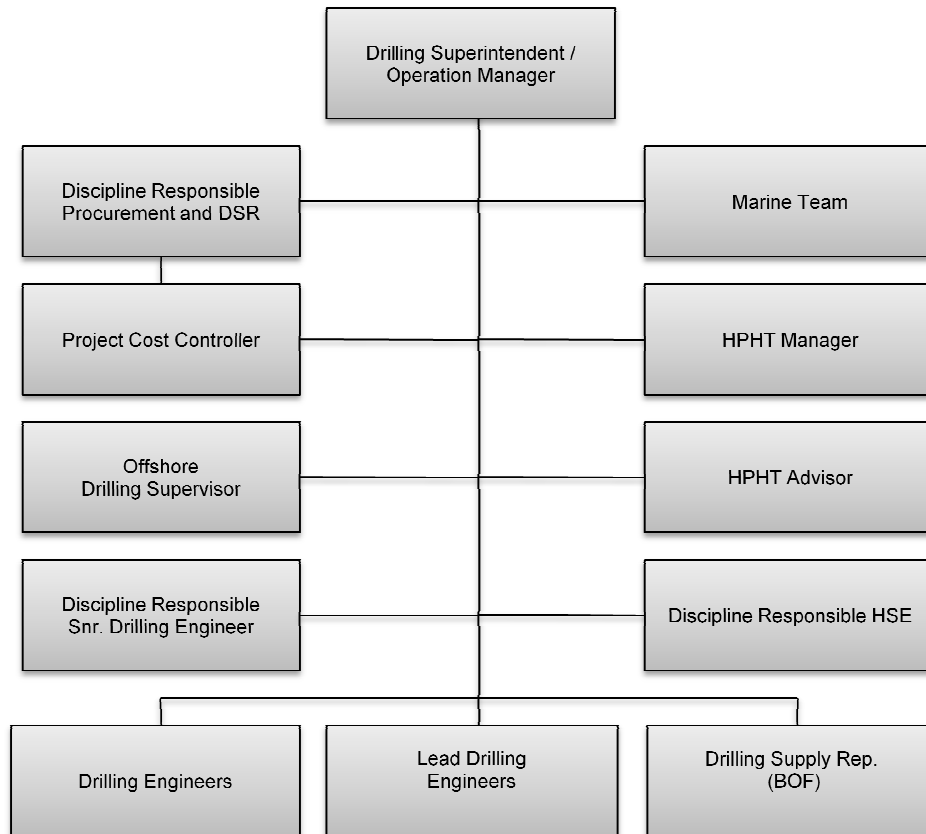 Drilling Superintendent /
Operation Manager
Discipline Responsible
Procurement and DSR
Marine Team
Project Cost Controller
HPHT Manager
Offshore
Drilling Supervisor
HPHT Advisor
Discipline Responsible
Snr. Drilling Engineer
Discipline Responsible HSE
Drilling Engineers
Lead Drilling
Engineers
Drilling Supply Rep.
(BOF)